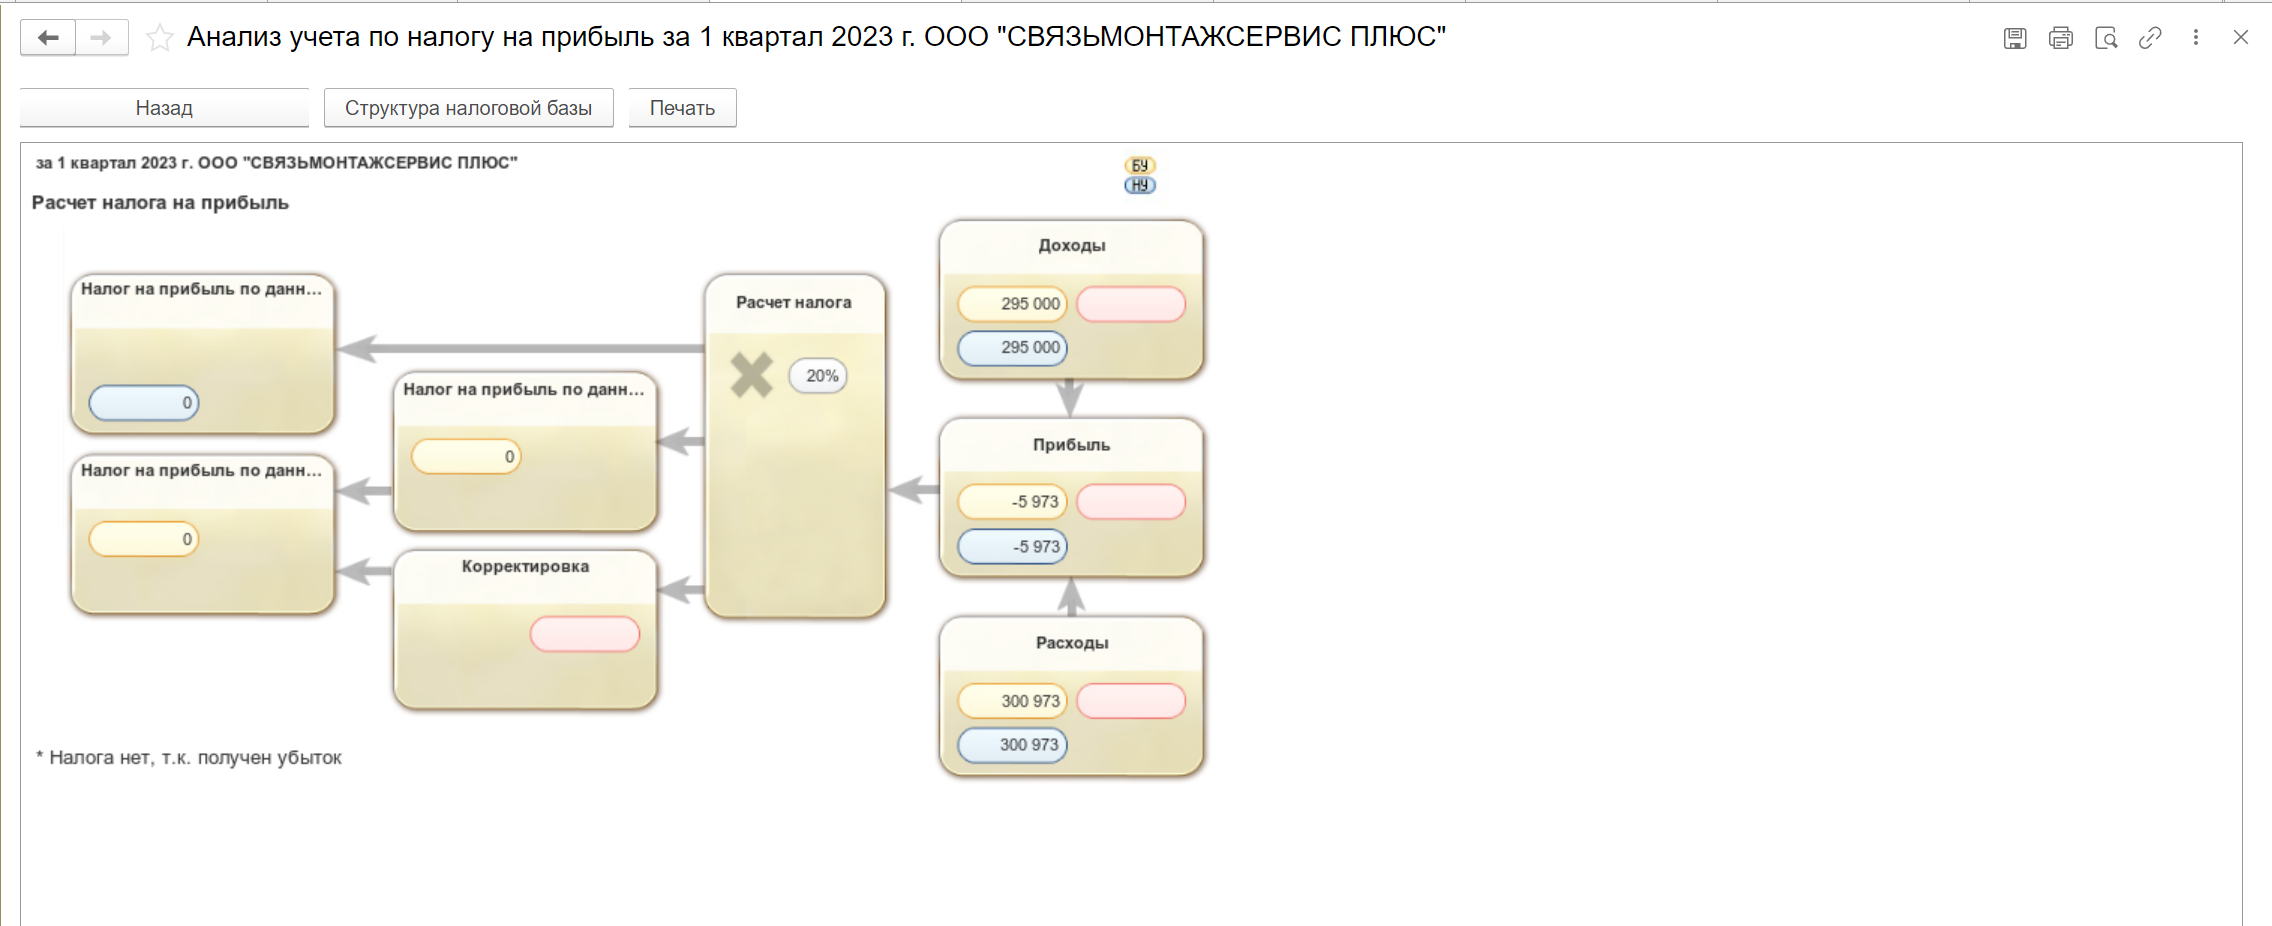 Анализ учета по налогу на прибыль за 1 квартал 2023 г. ООО "СВЯЗЬМОНТАЖСЕРВИС ПЛЮС"
Назад
Структура налоговой базы
Печать
за 1 квартал 2023 г. ООО "СВЯЗЬМОНТАЖСЕРВИС ПЛЮС"
БУ
НУ
Расчет налога на прибыль
Налог на прибыль по данн...
0
Налог на прибыль по данн...
0
Налог на прибыль по данн...
0
Корректировка
Расчет налога
20%
Доходы
295 000
295 000
Прибыль
-5 973
-5 973
Расходы
300 973
300 973
* Налога нет, т.к. получен убыток